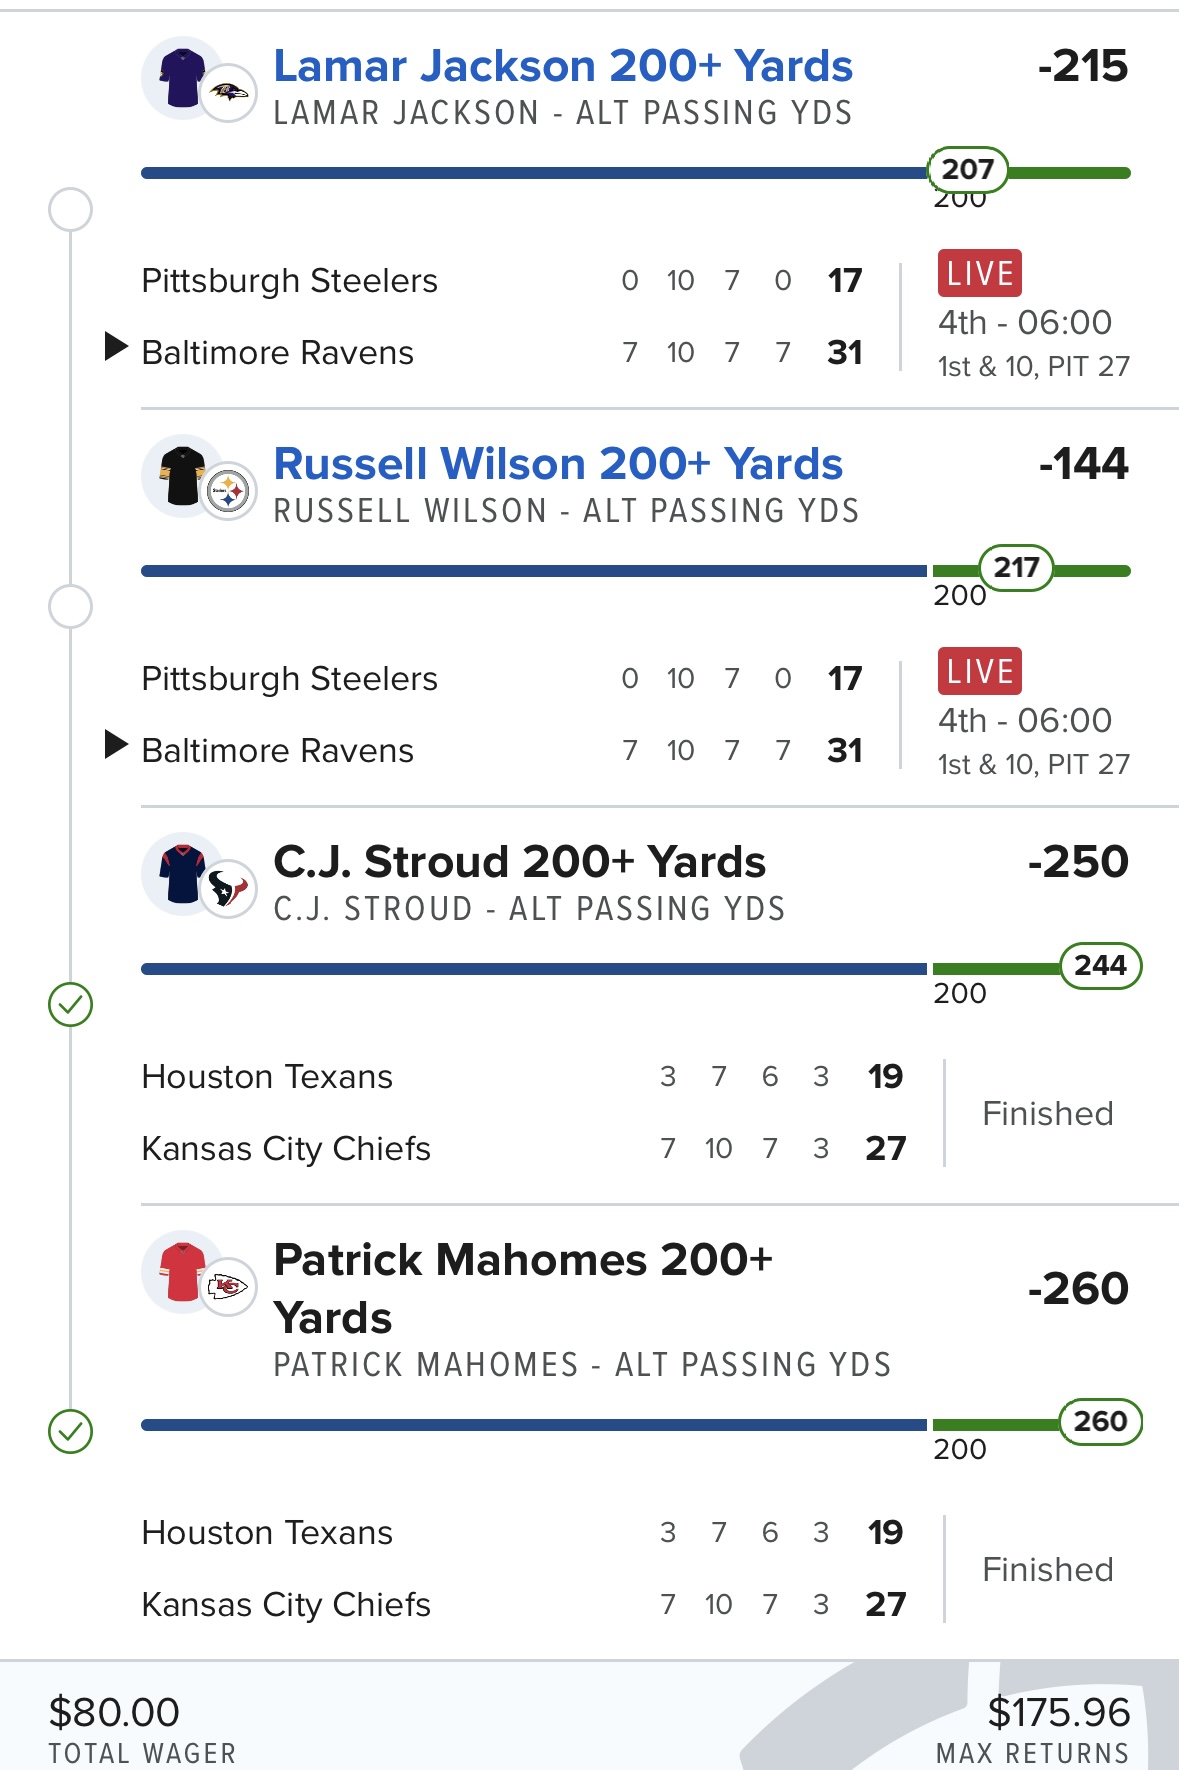 Lamar Jackson 200+ Yards -215
LAMAR JACKSON - ALT PASSING YDS
207
200
Pittsburgh Steelers 0 10 7 0 17
Baltimore Ravens 7 10 7 7 31
LIVE
4th - 06:00
1st & 10, PIT 27
Russell Wilson 200+ Yards -144
RUSSELL WILSON - ALT PASSING YDS
217
200
Pittsburgh Steelers 0 10 7 0 17
Baltimore Ravens 7 10 7 7 31
LIVE
4th - 06:00
1st & 10, PIT 27
C.J. Stroud 200+ Yards -250
C.J. STROUD - ALT PASSING YDS
244
200
Houston Texans 3 7 6 3 19
Kansas City Chiefs 7 10 7 3 27
Finished
Patrick Mahomes 200+
Yards
-260
PATRICK MAHOMES - ALT PASSING YDS
260
200
Houston Texans 3 7 6 3 19
Kansas City Chiefs 7 10 7 3 27
Finished
$80.00 $175.96
TOTAL WAGER MAX RETURNS